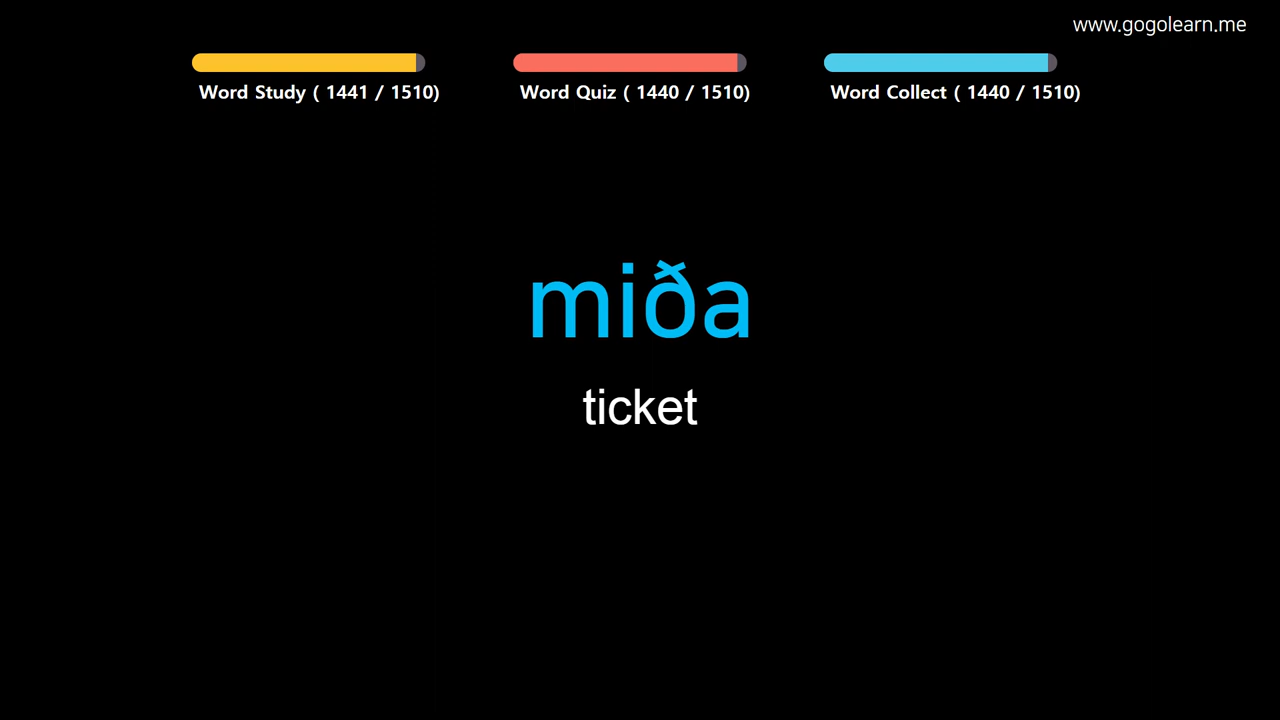 www.gogolearn.me
Word Study ( 1441 / 1510)
Word Quiz ( 1440 / 1510)
Word Collect ( 1440 / 1510)
miða
ticket